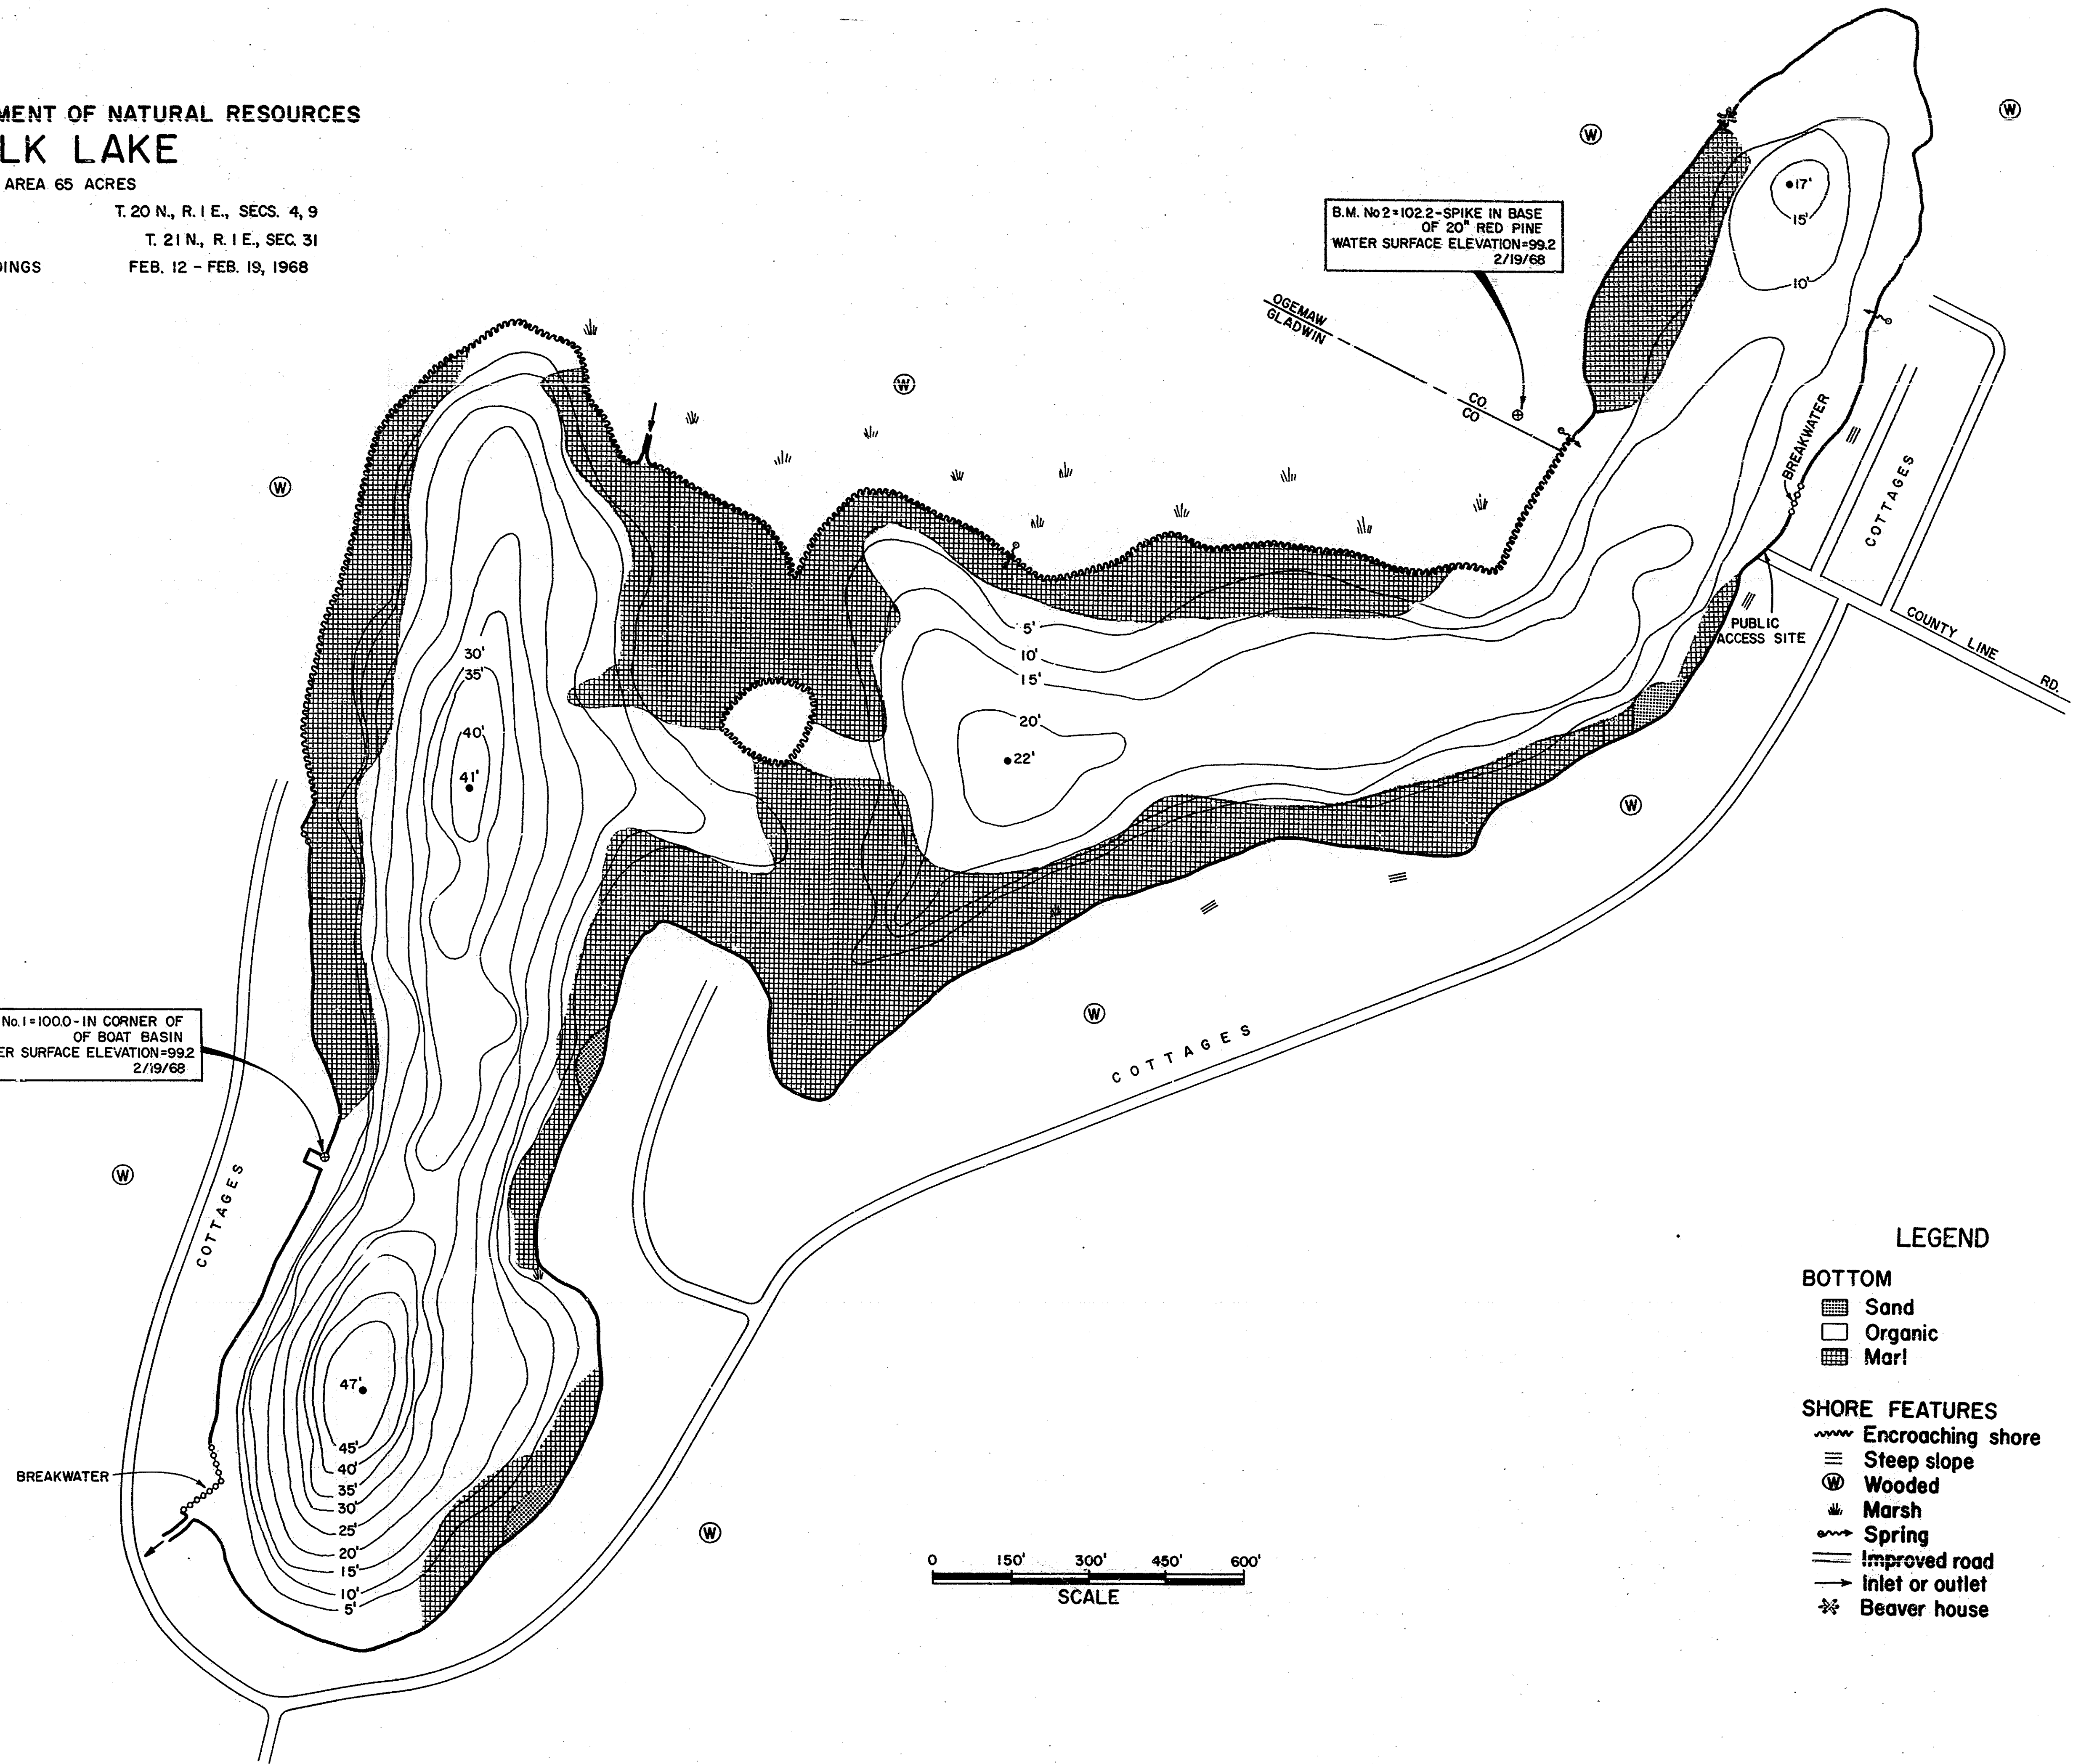 MENT OF NATURAL RESOURCES
LK LAKE
AREA 65 ACRES
T. 20 N., R. 1 E., SECS. 4, 9
T. 21 N., R. 1 E., SEC. 31
DINGS FEB. 12 - FEB. 19, 1968
B.M. No 2 = 102.2 - SPIKE IN BASE
OF 20" RED PINE
WATER SURFACE ELEVATION = 99.2
2/19/68
OGEMAW
GLADWIN
CO.
CO
W
W
W
W
W
W
W
W
17'
15'
10'
BREAKWATER
COTTAGES
PUBLIC
ACCESS SITE
COUNTY LINE RD.
5'
10'
15'
20'
22'
30'
35'
40'
41'
No. 1 = 100.0 - IN CORNER OF
OF BOAT BASIN
ER SURFACE ELEVATION = 99.2
2/19/68
COTTAGES
COTTAGES
47'
45'
40'
35'
30'
25'
20'
15'
10'
5'
BREAKWATER
0 150' 300' 450' 600'
SCALE
LEGEND
BOTTOM
Sand
Organic
Marl
SHORE FEATURES
Encroaching shore
Steep slope
W Wooded
Marsh
Spring
Improved road
Inlet or outlet
Beaver house